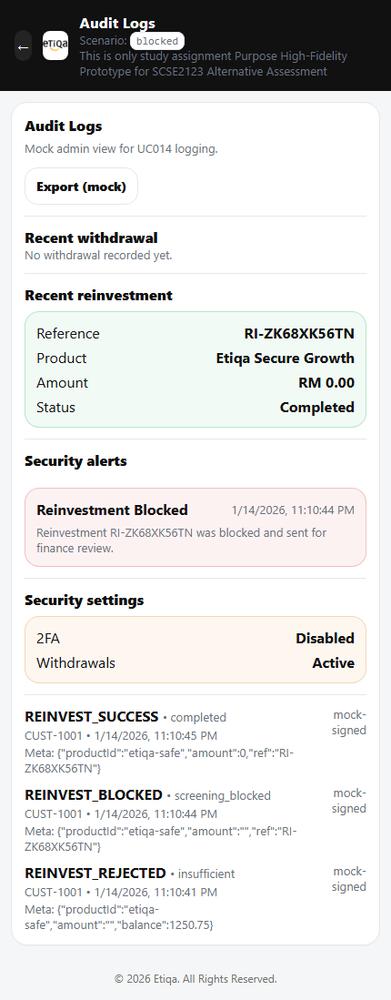 Audit Logs
←
etiqa
Scenario: blocked
This is only study assignment Purpose High-Fidelity
Prototype for SCSE2123 Alternative Assessment
Audit Logs
Mock admin view for UC014 logging.
Export (mock)
Recent withdrawal
No withdrawal recorded yet.
Recent reinvestment
Reference RI-ZK68XK56TN
Product Etiqa Secure Growth
Amount RM 0.00
Status Completed
Security alerts
Reinvestment Blocked 1/14/2026, 11:10:44 PM
Reinvestment RI-ZK68XK56TN was blocked and sent for
finance review.
Security settings
2FA Disabled
Withdrawals Active
REINVEST_SUCCESS • completed mock-
signed
CUST-1001 • 1/14/2026, 11:10:45 PM
Meta: {"productId":"etiqa-safe","amount":0,"ref":"RI-
ZK68XK56TN"}
REINVEST_BLOCKED • screening_blocked mock-
signed
CUST-1001 • 1/14/2026, 11:10:44 PM
Meta: {"productId":"etiqa-safe","amount":"","ref":"RI-
ZK68XK56TN"}
REINVEST_REJECTED • insufficient mock-
signed
CUST-1001 • 1/14/2026, 11:10:41 PM
Meta: {"productId":"etiqa-
safe","amount":"","balance":1250.75}
© 2026 Etiqa. All Rights Reserved.